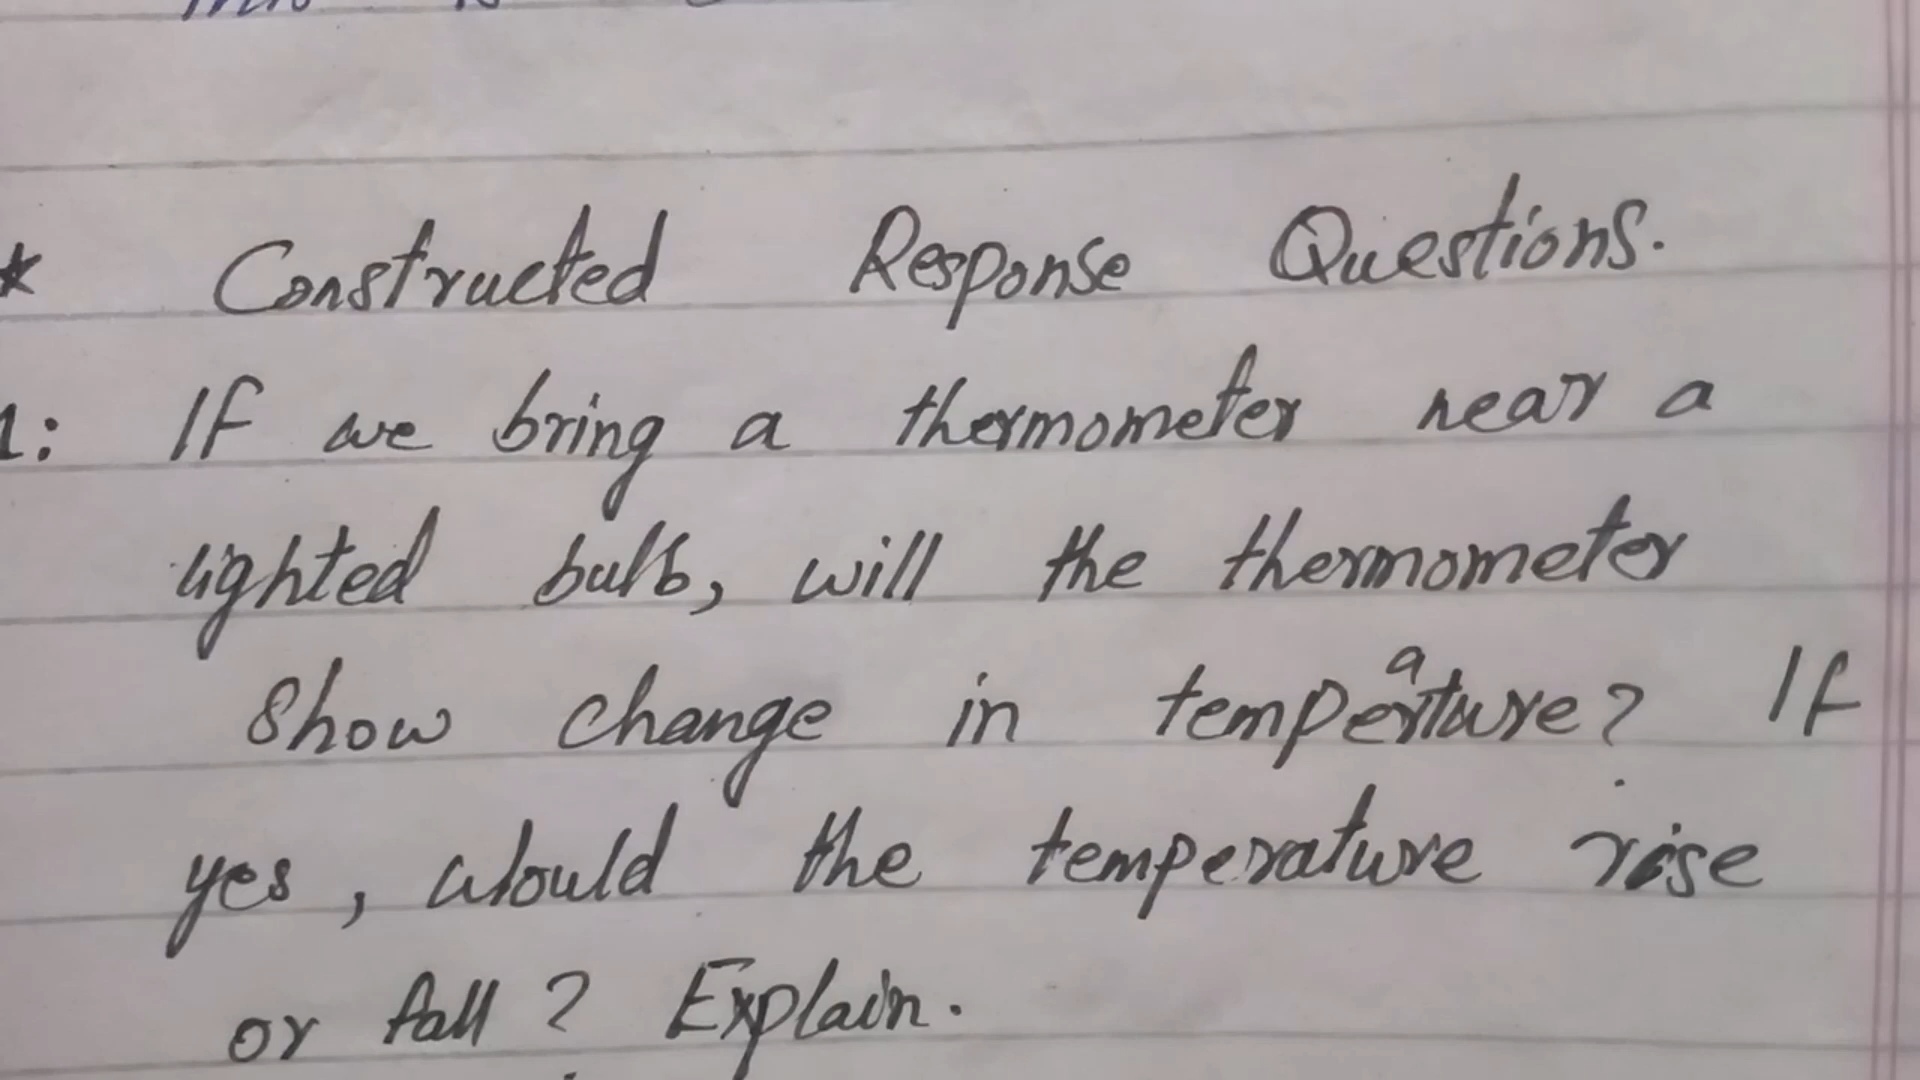 * Constructed Response Questions.
1: If we bring a thermometer near a
lighted bulb, will the thermometer
show change in temperature? If
yes, would the temperature rise
or fall? Explain.